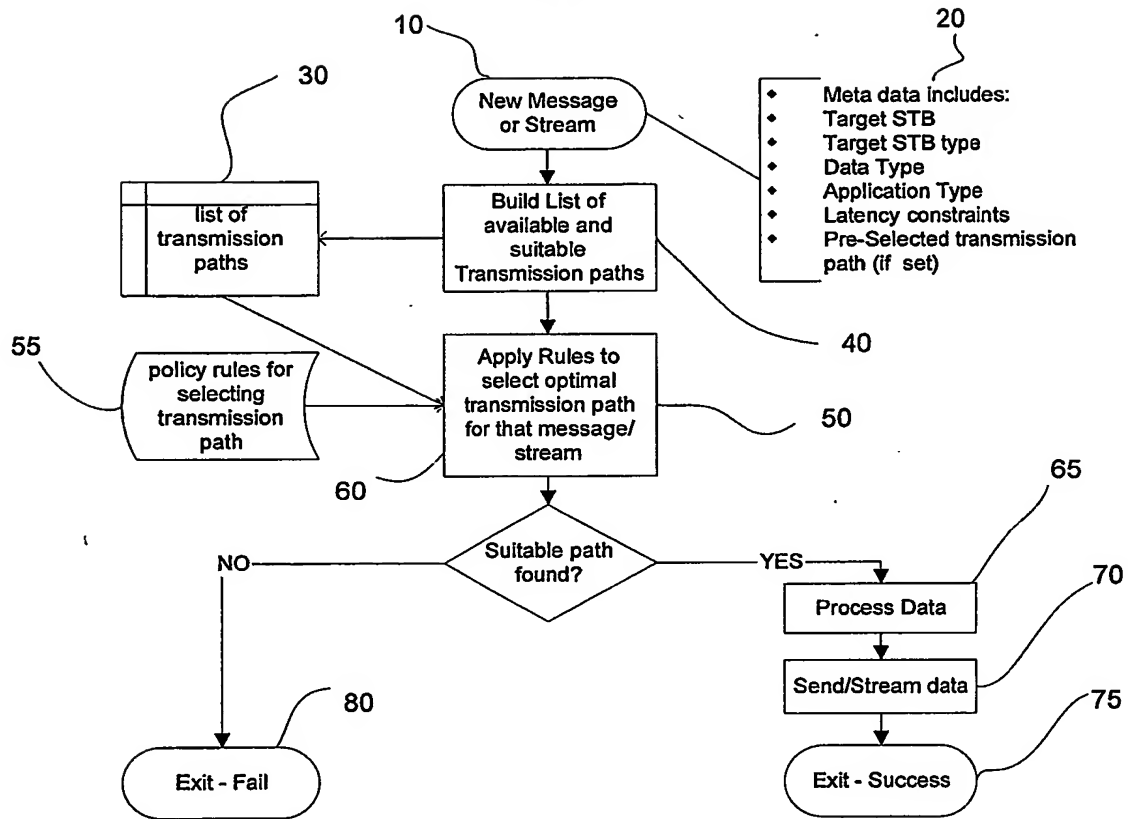 10
20
30
New Message
or Stream
◆ Meta data includes:
◆ Target STB
◆ Target STB type
◆ Data Type
◆ Application Type
◆ Latency constraints
◆ Pre-Selected transmission
path (if set)
list of
transmission
paths
Build List of
available and
suitable
Transmission paths
40
55
policy rules for
selecting
transmission
path
Apply Rules to
select optimal
transmission path
for that message/
stream
50
60
65
Suitable path
found?
NO
YES
Process Data
70
Send/Stream data
75
80
Exit - Fail
Exit - Success